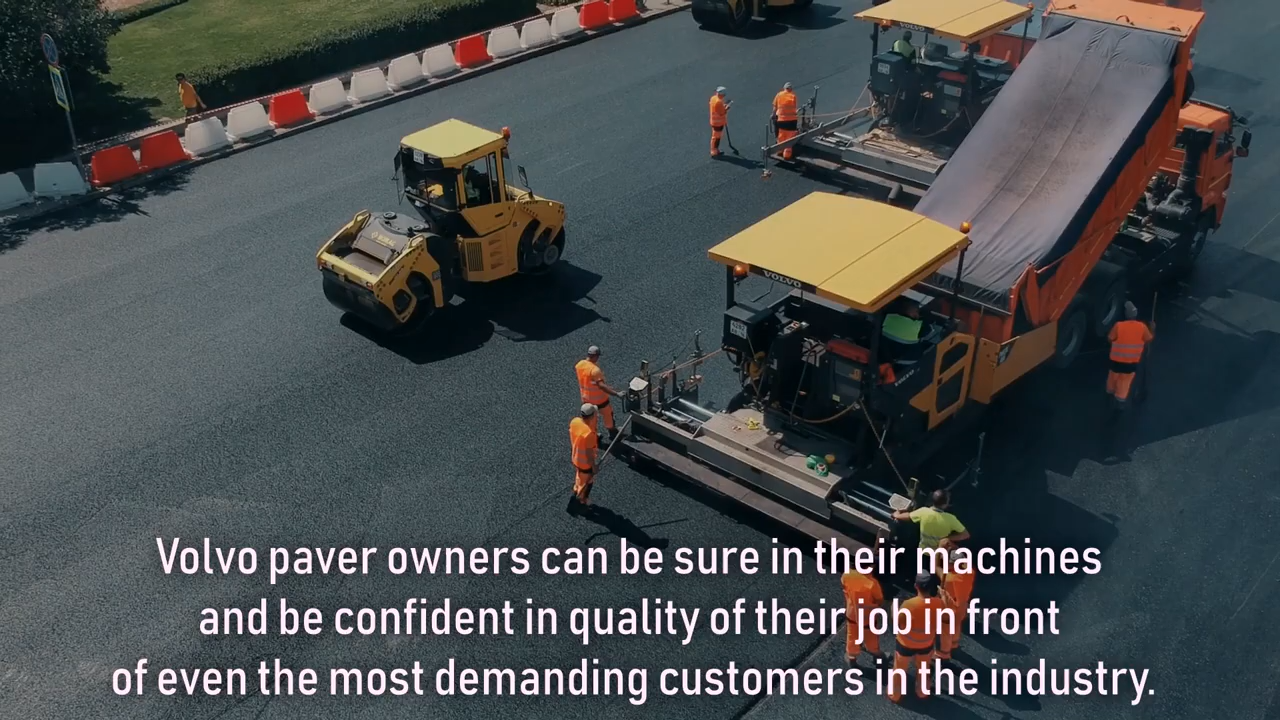 VOLVO
VOLVO
Volvo paver owners can be sure in their machines
and be confident in quality of their job in front
of even the most demanding customers in the industry.